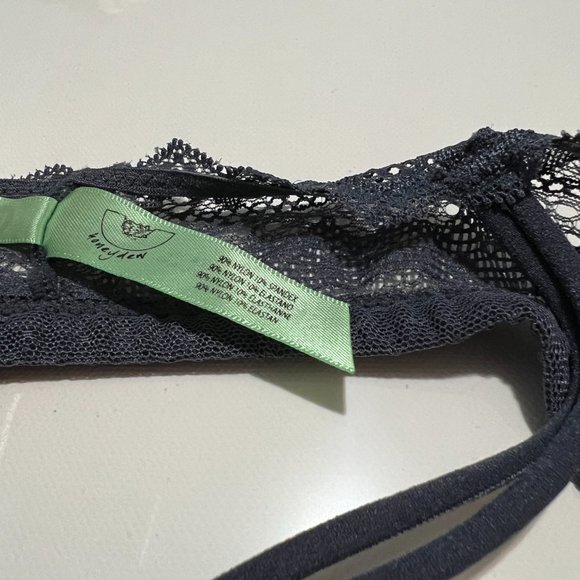 honeydew
90% NYLON 10% SPANDEX
90% NYLON 10% ELASTANO
90% NYLON 10% ELASTHANNE
90% NYLON 10% ELASTAN